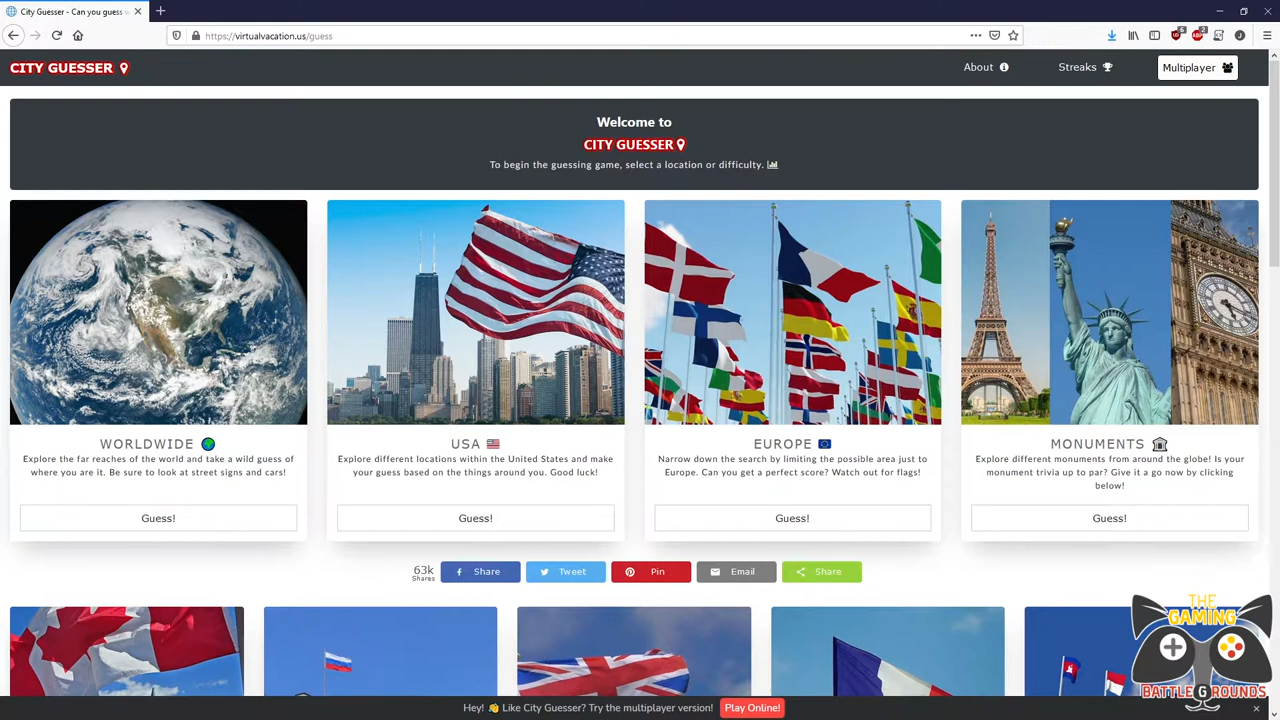 City Guesser - Can you guess w
https://virtualvacation.us/guess
6
2
CITY GUESSER
About
Streaks
Multiplayer
Welcome to
CITY GUESSER
To begin the guessing game, select a location or difficulty.
WORLDWIDE
Explore the far reaches of the world and take a wild guess of
where you are it. Be sure to look at street signs and cars!
Guess!
USA
Explore different locations within the United States and make
your guess based on the things around you. Good luck!
Guess!
EUROPE
Narrow down the search by limiting the possible area just to
Europe. Can you get a perfect score? Watch out for flags!
Guess!
MONUMENTS
Explore different monuments from around the globe! Is your
monument trivia up to par? Give it a go now by clicking
below!
Guess!
63k
Shares
Share
Tweet
Pin
Email
Share
THE
GAMING
BATTLEGROUNDS
Hey! 👋 Like City Guesser? Try the multiplayer version!
Play Online!